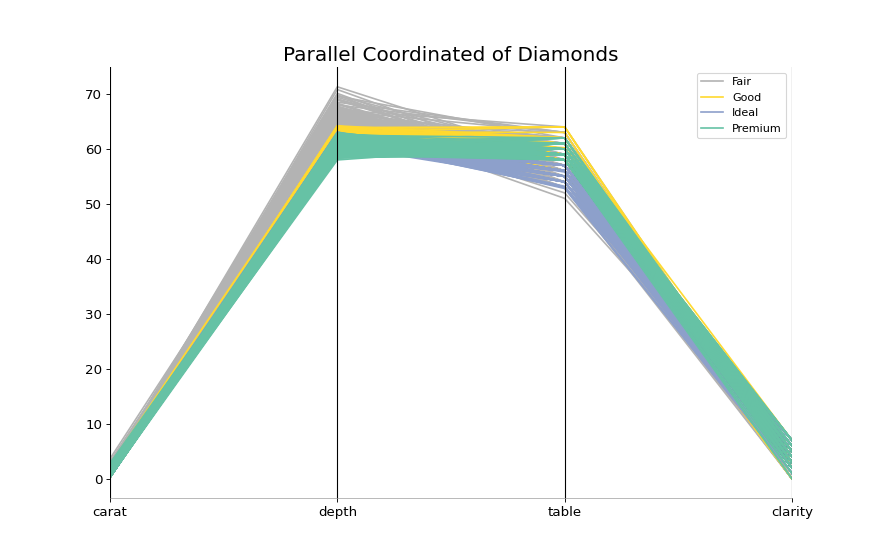 Parallel Coordinated of Diamonds
Fair
Good
Ideal
Premium
70
60
50
40
30
20
10
0
carat depth table clarity